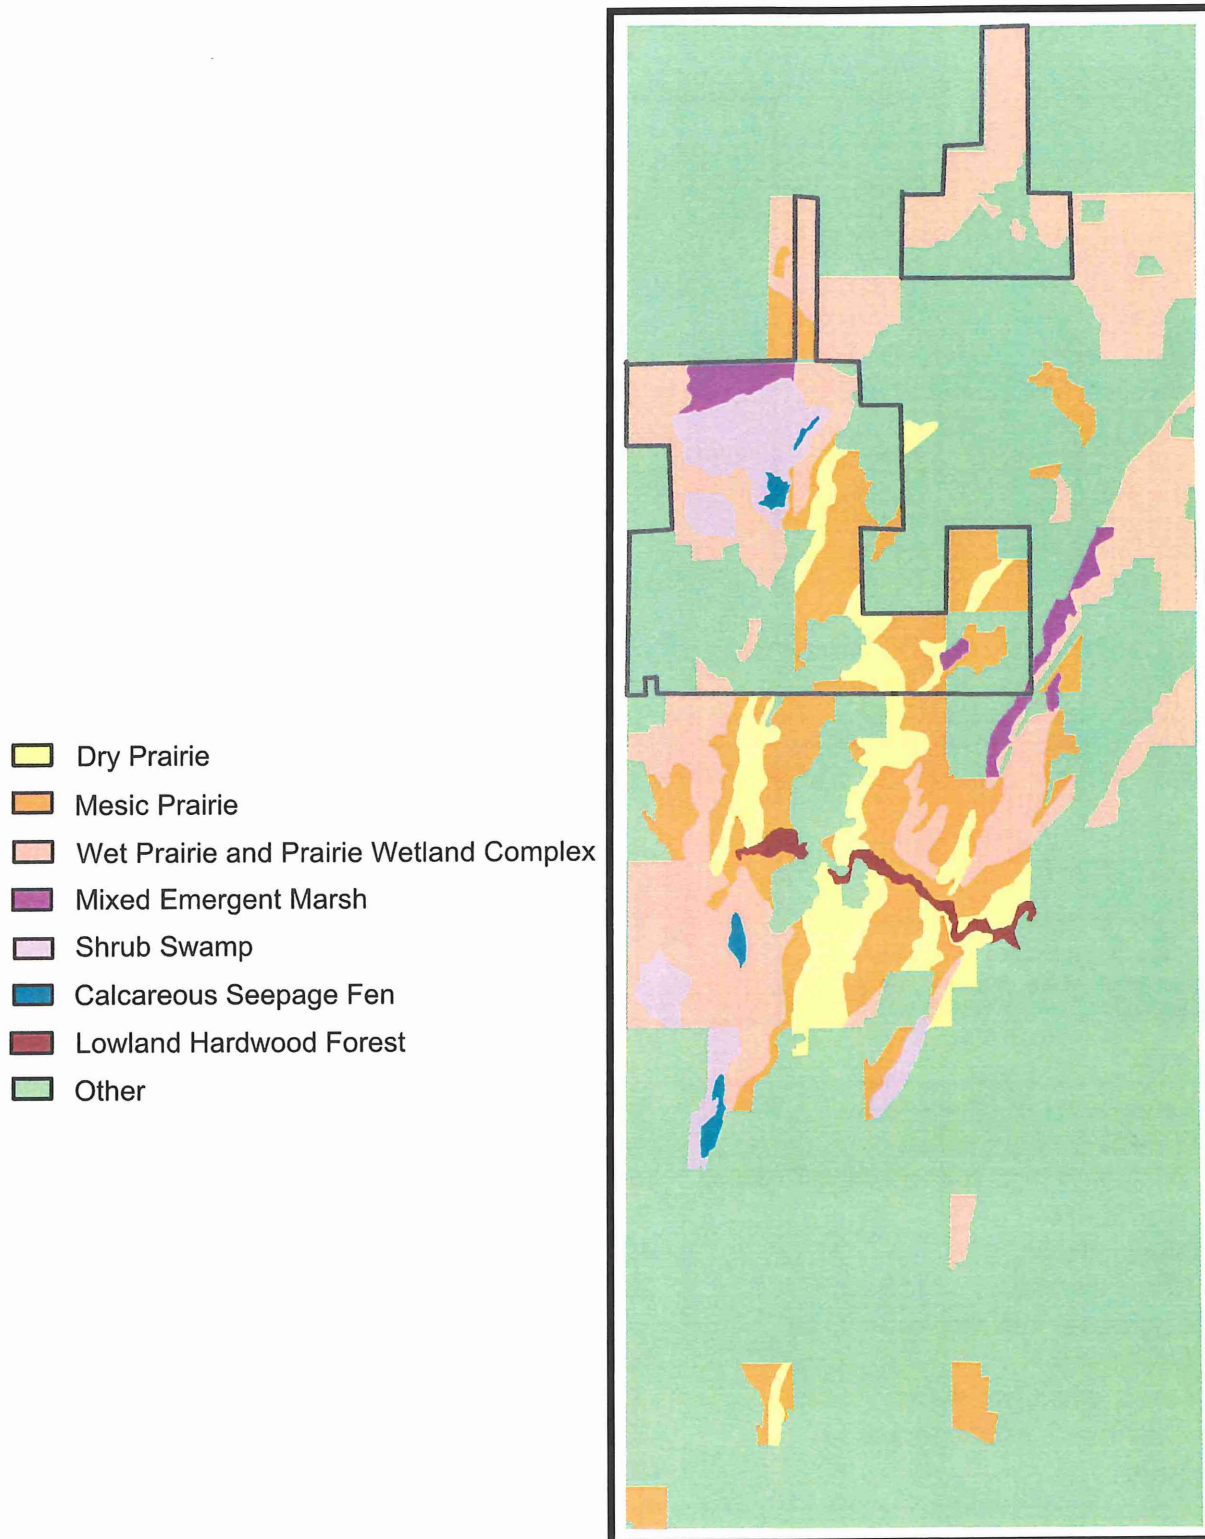 Dry Prairie
Mesic Prairie
Wet Prairie and Prairie Wetland Complex
Mixed Emergent Marsh
Shrub Swamp
Calcareous Seepage Fen
Lowland Hardwood Forest
Other